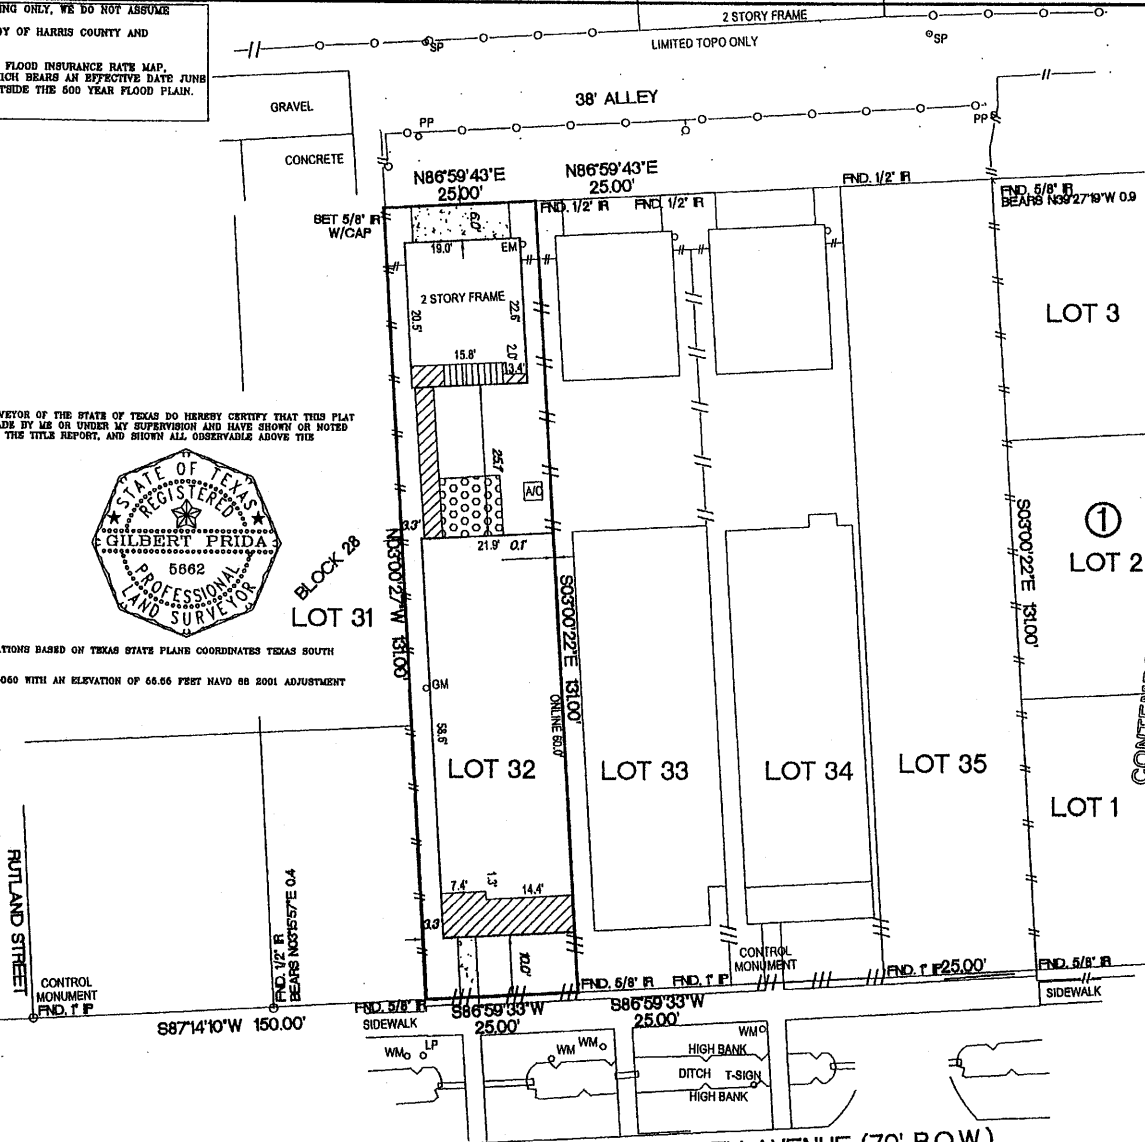 ING ONLY, WE DO NOT ASSUME
OF HARRIS COUNTY AND
FLOOD INSURANCE RATE MAP,
ICH BEARS AN EFFECTIVE DATE JUNE
TSIDE THE 500 YEAR FLOOD PLAIN.
2 STORY FRAME
LIMITED TOPO ONLY
SP
SP
38' ALLEY
GRAVEL
CONCRETE
PP
PP
N86°59'43"E
25.00'
N86°59'43"E
25.00'
FND. 1/2" IR
FND. 5/8" IR
BEARS N39°27'19"W 0.9
SET 5/8" IR
W/CAP
FND. 1/2" IR
FND. 1/2" IR
6.0'
19.0'
EM
2 STORY FRAME
20.5'
22.6'
2.0'
15.8'
3.4'
LOT 3
VEYOR OF THE STATE OF TEXAS DO HEREBY CERTIFY THAT THIS PLAT
ADE BY ME OR UNDER MY SUPERVISION AND HAVE SHOWN OR NOTED
THE TITLE REPORT, AND SHOWN ALL OBSERVABLE ABOVE THE
STATE OF TEXAS
REGISTERED
GILBERT PRIDA
5662
PROFESSIONAL
LAND SURVEYOR
25.1'
A/C
3.3'
21.9'
0.1'
BLOCK 28
LOT 31
N03°00'27"W 131.00'
S03°00'22"E 131.00'
S03°00'22"E 131.00'
1
LOT 2
TIONS BASED ON TEXAS STATE PLANE COORDINATES TEXAS SOUTH
060 WITH AN ELEVATION OF 66.66 FEET NAVD 88 2001 ADJUSTMENT
GM
58.6'
ONLINE 60.0'
LOT 32
LOT 33
LOT 34
LOT 35
LOT 1
RUTLAND STREET
7.4'
1.3'
14.4'
3.3'
10.0'
FND. 1/2" IR
BEARS N03°15'57"E 0.4
CONTROL
MONUMENT
FND. 1" IP
CONTROL
MONUMENT
FND. 5/8" IR
FND. 5/8" IR
FND. 1" IP
FND. 1" IP
25.00'
FND. 5/8" IR
SIDEWALK
SIDEWALK
S87°14'10"W 150.00'
S86°59'33"W
25.00'
S86°59'33"W
25.00'
WM
LP
WM
WM
WM
HIGH BANK
DITCH
T-SIGN
HIGH BANK
AVENUE (70' R.O.W.)